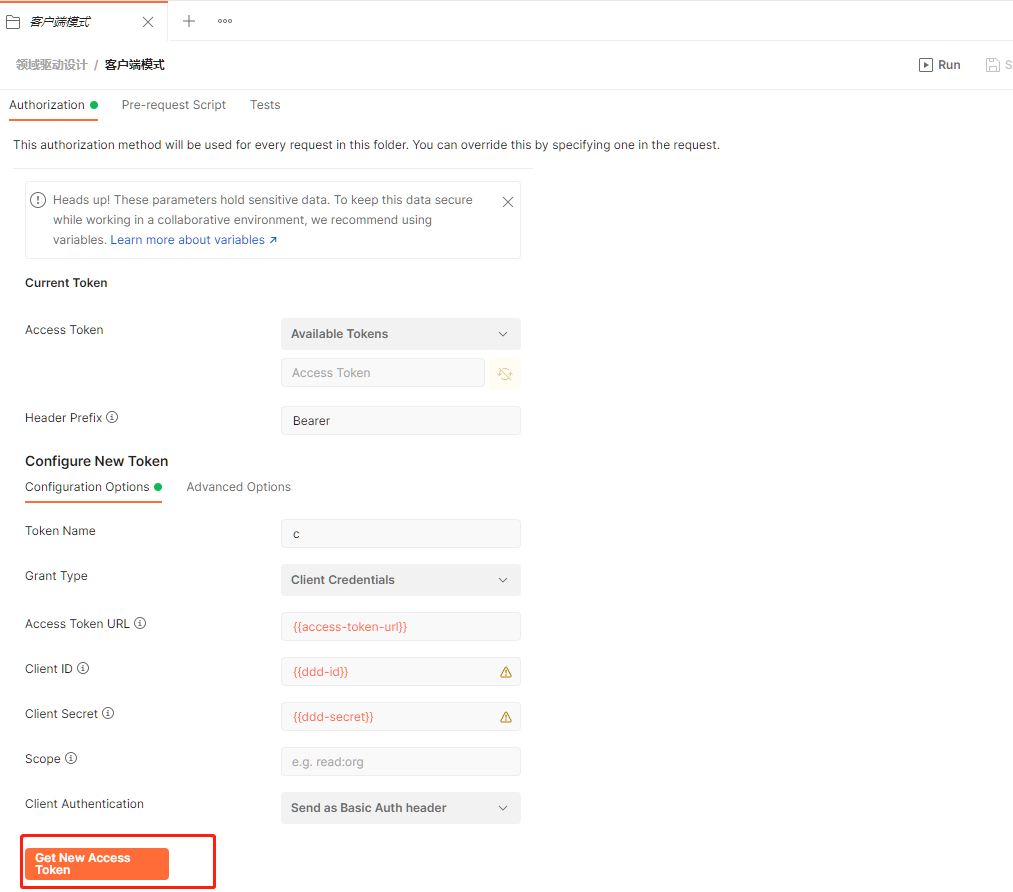 客户端模式
领域驱动设计 / 客户端模式
Run
S
Authorization
Pre-request Script
Tests
This authorization method will be used for every request in this folder. You can override this by specifying one in the request.
Heads up! These parameters hold sensitive data. To keep this data secure
while working in a collaborative environment, we recommend using
variables. Learn more about variables ↗
Current Token
Access Token
Available Tokens
Access Token
Header Prefix
Bearer
Configure New Token
Configuration Options
Advanced Options
Token Name
c
Grant Type
Client Credentials
Access Token URL
{{access-token-url}}
Client ID
{{ddd-id}}
Client Secret
{{ddd-secret}}
Scope
e.g. read:org
Client Authentication
Send as Basic Auth header
Get New Access
Token